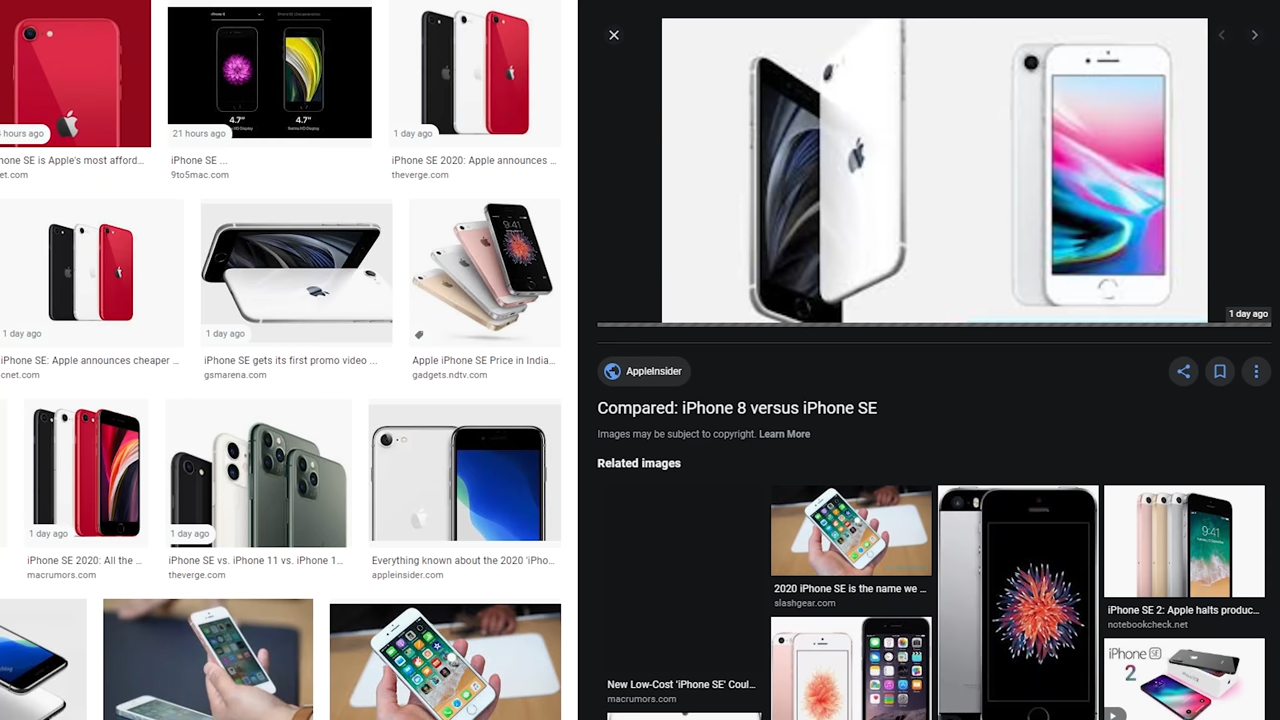 iPhone 8
4.7"
4.7"
hours ago
21 hours ago
1 day ago
hone SE is Apple's most afford...
et.com
iPhone SE ...
9to5mac.com
iPhone SE 2020: Apple announces ...
theverge.com
9:41
1 day ago
1 day ago
iPhone SE: Apple announces cheaper ...
cnet.com
iPhone SE gets its first promo video ...
gsmarena.com
Apple iPhone SE Price in India...
gadgets.ndtv.com
1 day ago
1 day ago
iPhone SE 2020: All the ...
macrumors.com
iPhone SE vs. iPhone 11 vs. iPhone 1...
theverge.com
Everything known about the 2020 'iPho...
appleinsider.com
1 day ago
AppleInsider
Compared: iPhone 8 versus iPhone SE
Images may be subject to copyright. Learn More
Related images
9:41
2020 iPhone SE is the name we ...
slashgear.com
iPhone SE 2: Apple halts produc...
notebookcheck.net
iPhone SE
2
New Low-Cost 'iPhone SE' Coul...
macrumors.com